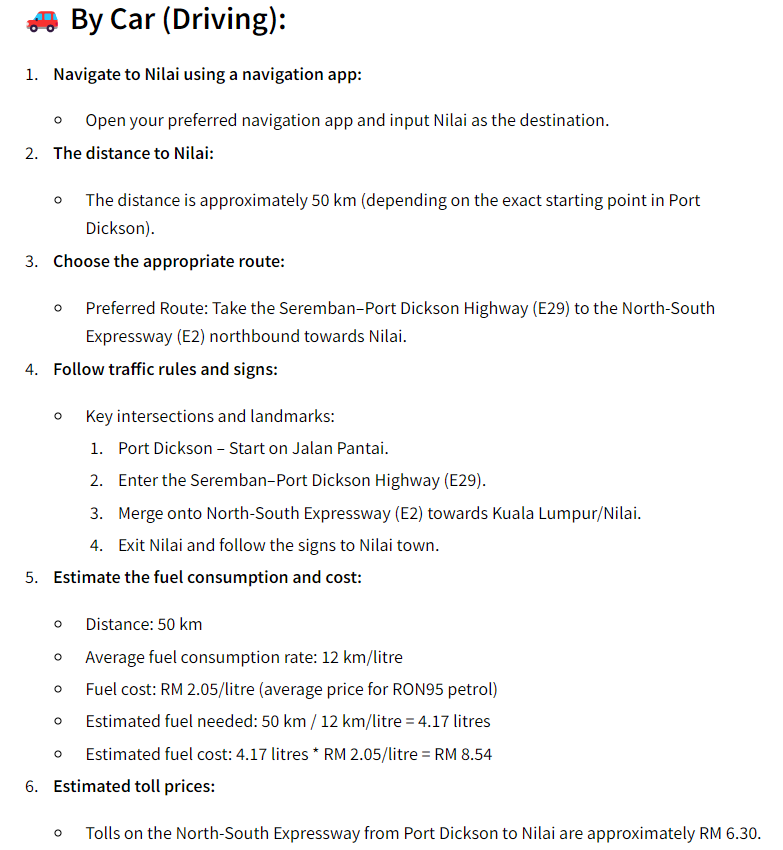 🚗 By Car (Driving):
1. Navigate to Nilai using a navigation app:
○ Open your preferred navigation app and input Nilai as the destination.
2. The distance to Nilai:
○ The distance is approximately 50 km (depending on the exact starting point in Port
Dickson).
3. Choose the appropriate route:
○ Preferred Route: Take the Seremban–Port Dickson Highway (E29) to the North-South
Expressway (E2) northbound towards Nilai.
4. Follow traffic rules and signs:
○ Key intersections and landmarks:
1. Port Dickson – Start on Jalan Pantai.
2. Enter the Seremban–Port Dickson Highway (E29).
3. Merge onto North-South Expressway (E2) towards Kuala Lumpur/Nilai.
4. Exit Nilai and follow the signs to Nilai town.
5. Estimate the fuel consumption and cost:
○ Distance: 50 km
○ Average fuel consumption rate: 12 km/litre
○ Fuel cost: RM 2.05/litre (average price for RON95 petrol)
○ Estimated fuel needed: 50 km / 12 km/litre = 4.17 litres
○ Estimated fuel cost: 4.17 litres * RM 2.05/litre = RM 8.54
6. Estimated toll prices:
○ Tolls on the North-South Expressway from Port Dickson to Nilai are approximately RM 6.30.